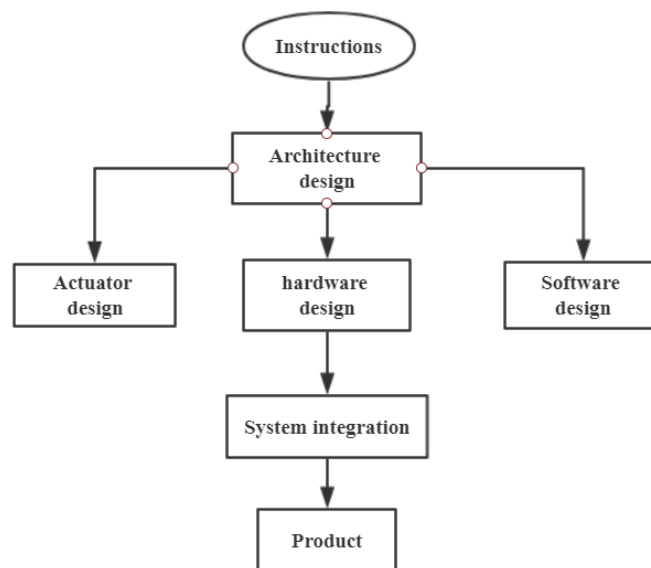 Instructions
Architecture
design
Actuator
design
hardware
design
Software
design
System integration
Product